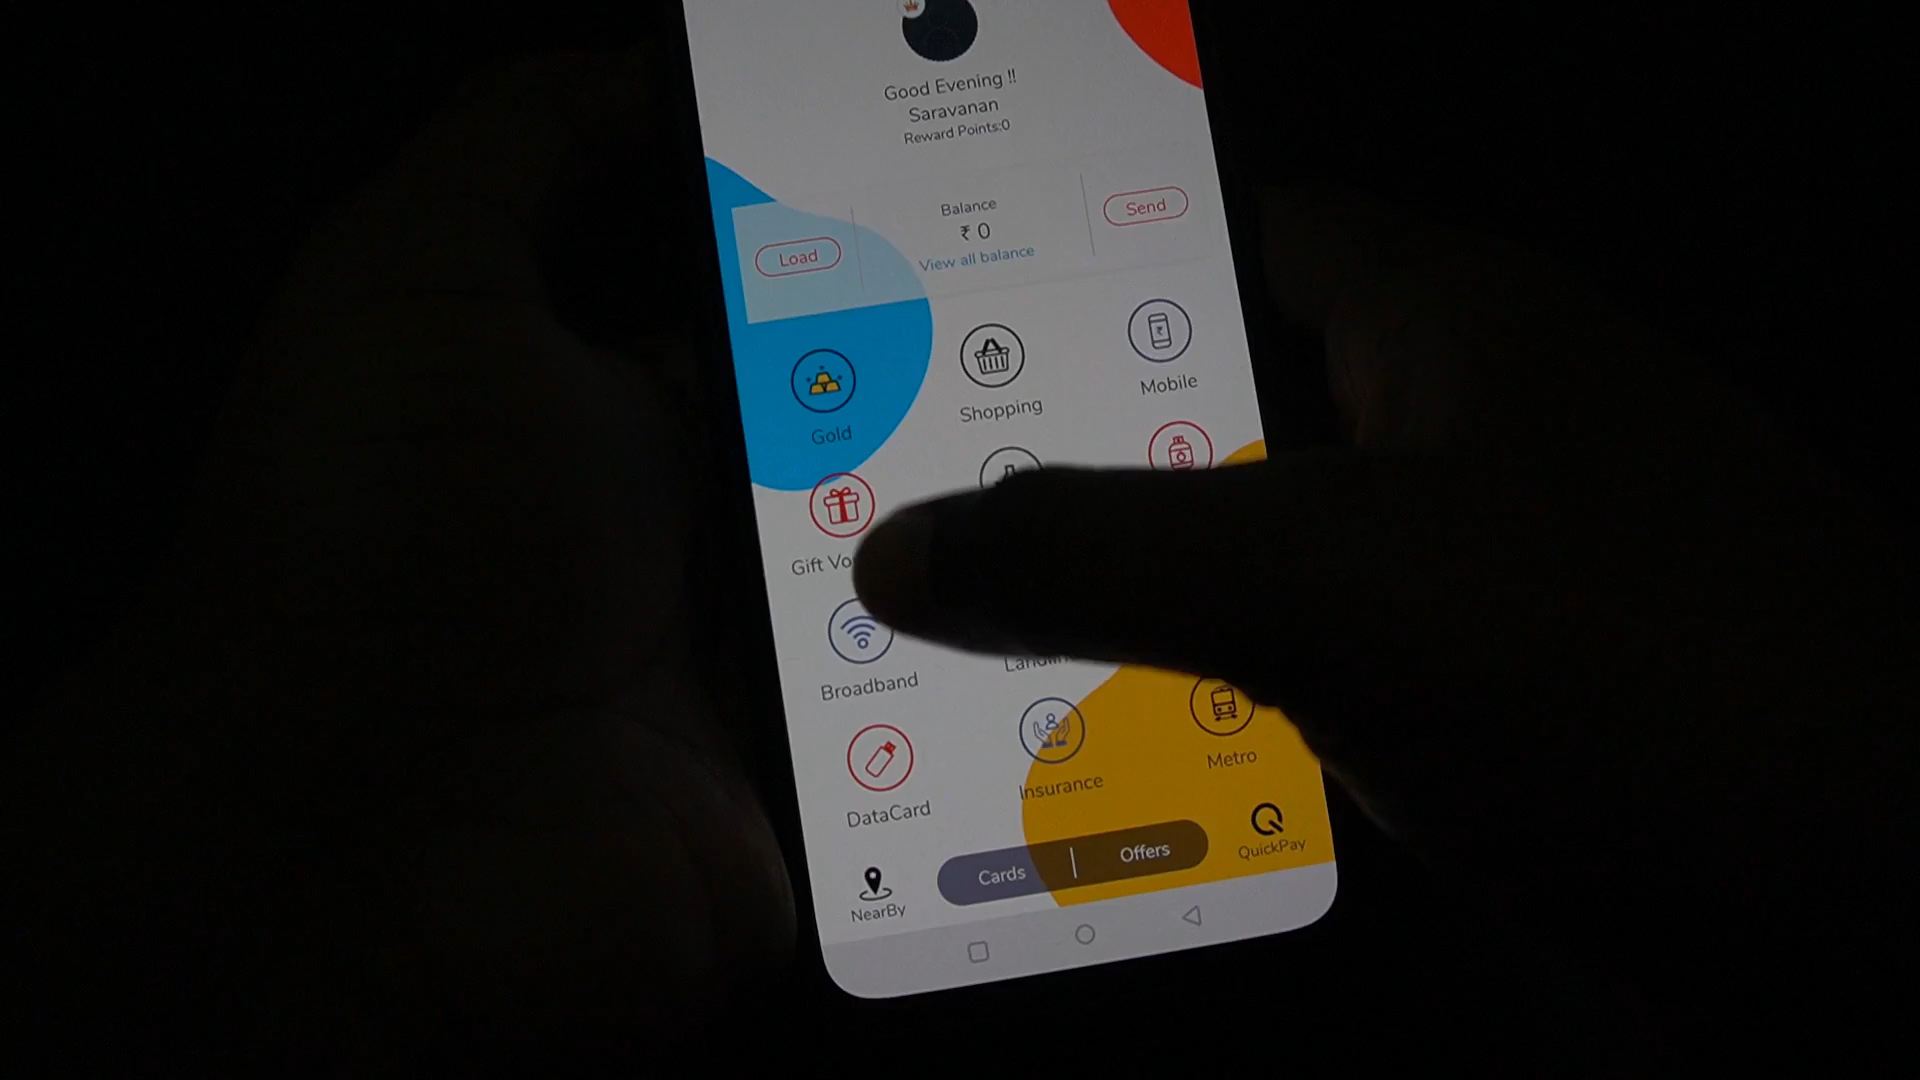 Good Evening !!
Saravanan
Reward Points:0
Balance
₹ 0
View all balance
Load
Send
Gold
Shopping
Mobile
Gift
Broadband
DataCard
Insurance
Metro
NearBy
Cards
Offers
QuickPay